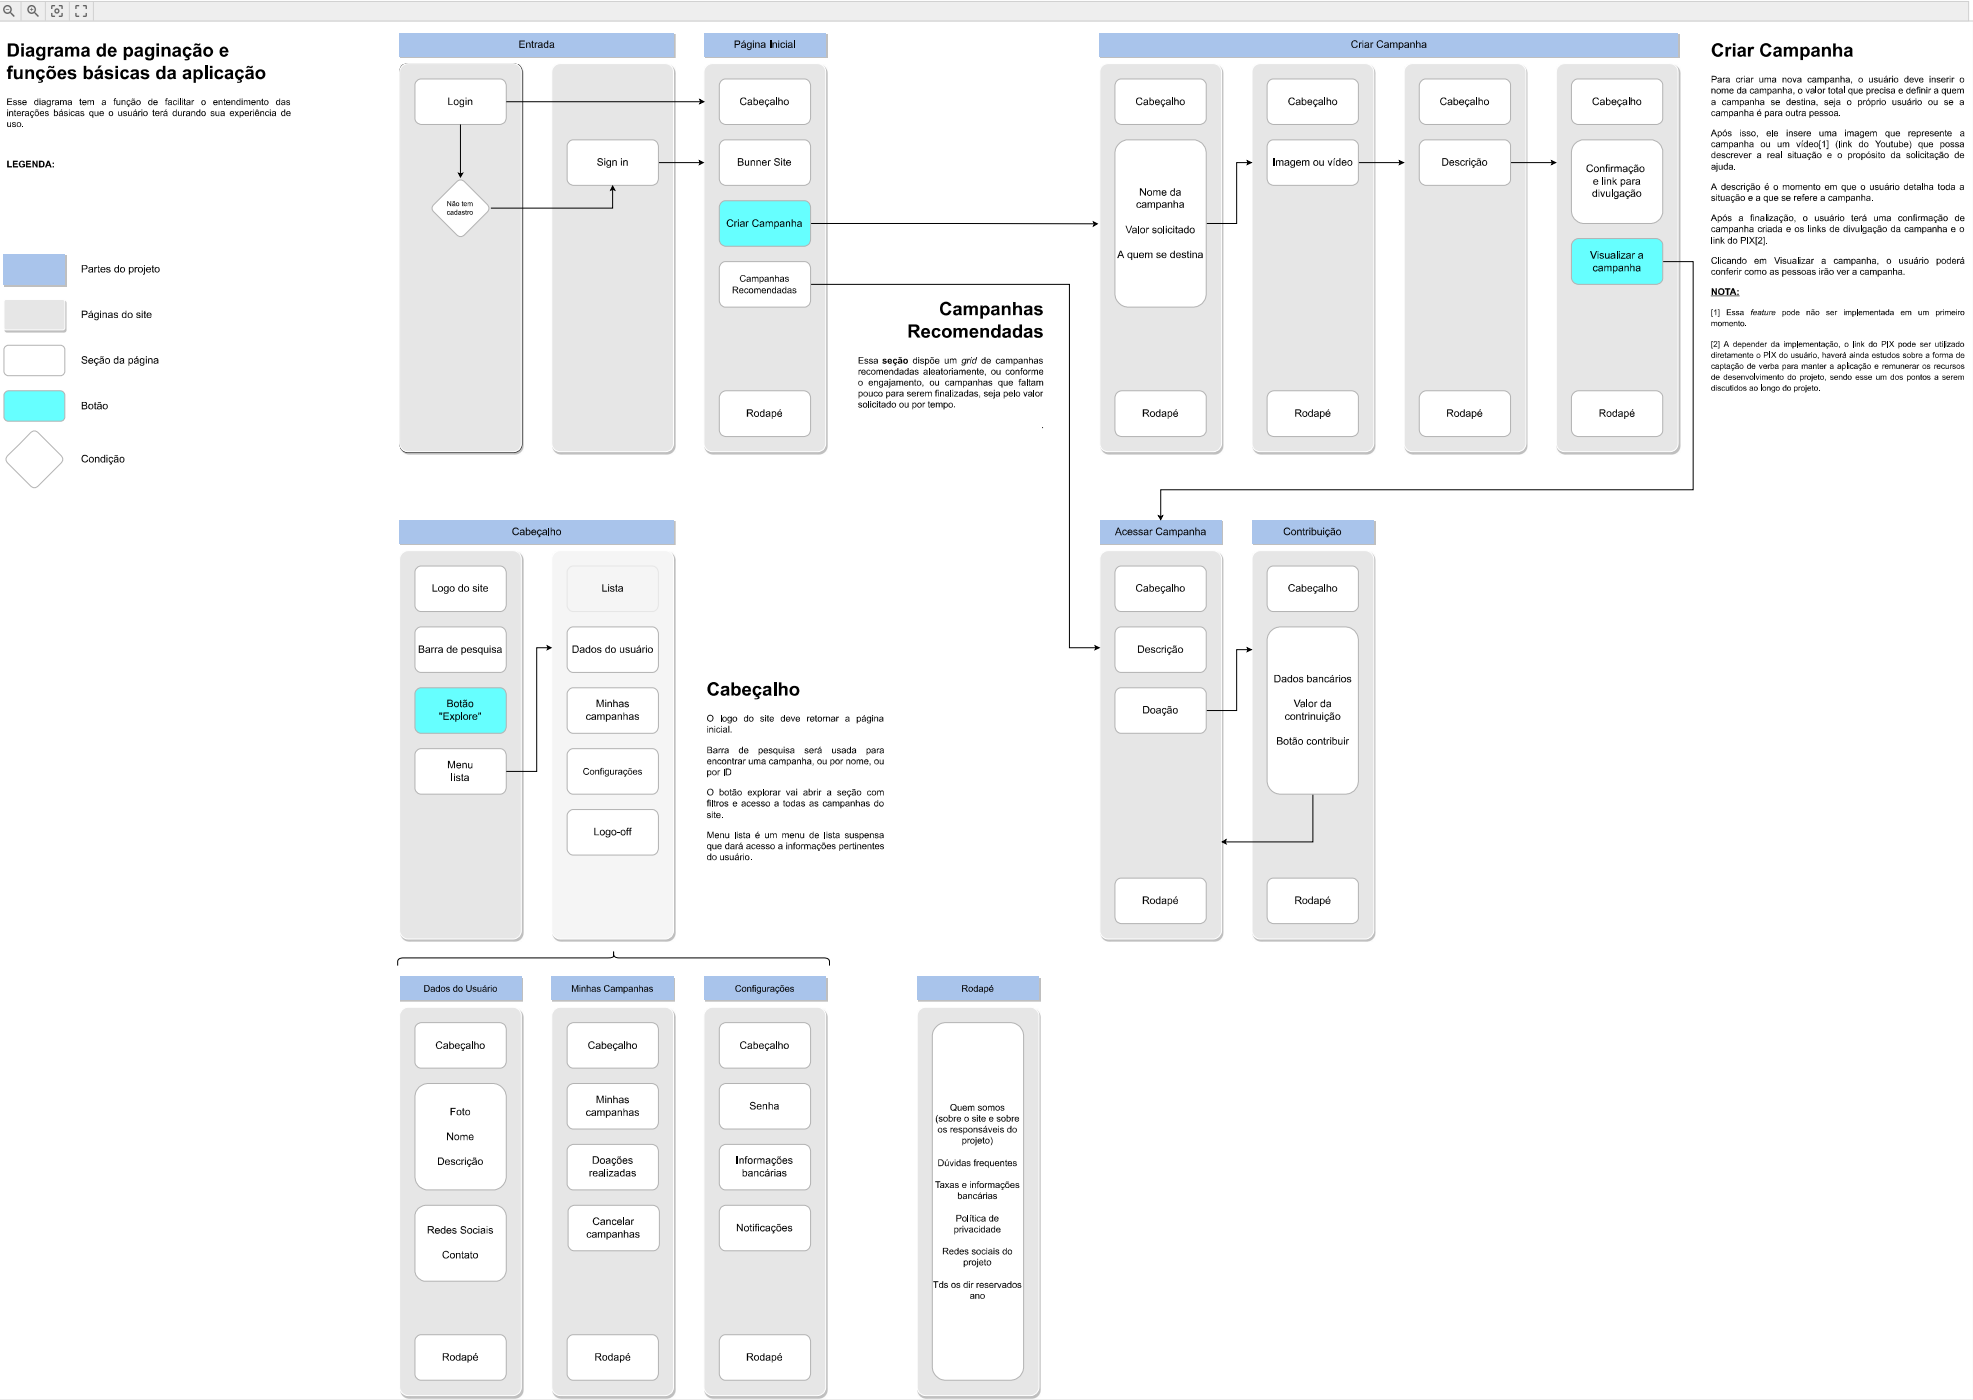 Diagrama de paginação e
funções básicas da aplicação
Esse diagrama tem a função de facilitar o entendimento das
interações básicas que o usuário terá durando sua experiência de
uso.
LEGENDA:
Partes do projeto
Páginas do site
Seção da página
Botão
Condição
Entrada
Login
Não tem
cadastro
Sign in
Página Inicial
Cabeçalho
Bunner Site
Criar Campanha
Campanhas
Recomendadas
Rodapé
Campanhas
Recomendadas
Essa seção dispõe um grid de campanhas
recomendadas aleatoriamente, ou conforme
o engajamento, ou campanhas que faltam
pouco para serem finalizadas, seja pelo valor
solicitado ou por tempo.
.
Criar Campanha
Cabeçalho
Nome da
campanha
Valor solicitado
A quem se destina
Rodapé
Cabeçalho
Imagem ou vídeo
Rodapé
Cabeçalho
Descrição
Rodapé
Cabeçalho
Confirmação
e link para
divulgação
Visualizar a
campanha
Rodapé
Criar Campanha
Para criar uma nova campanha, o usuário deve inserir o
nome da campanha, o valor total que precisa e definir a quem
a campanha se destina, seja o próprio usuário ou se a
campanha é para outra pessoa.
Após isso, ele insere uma imagem que represente a
campanha ou um vídeo[1] (link do Youtube) que possa
descrever a real situação e o propósito da solicitação de
ajuda.
A descrição é o momento em que o usuário detalha toda a
situação e a que se refere a campanha.
Após a finalização, o usuário terá uma confirmação de
campanha criada e os links de divulgação da campanha e o
link do PIX[2].
Clicando em Visualizar a campanha, o usuário poderá
conferir como as pessoas irão ver a campanha.
NOTA:
[1] Essa feature pode não ser implementada em um primeiro
momento.
[2] A depender da implementação, o link do PIX pode ser utilizado
diretamente o PIX do usuário, haverá ainda estudos sobre a forma de
captação de verba para manter a aplicação e remunerar os recursos
de desenvolvimento do projeto, sendo esse um dos pontos a serem
discutidos ao longo do projeto.
Cabeçalho
Logo do site
Barra de pesquisa
Botão
"Explore"
Menu
lista
Lista
Dados do usuário
Minhas
campanhas
Configurações
Logo-off
Cabeçalho
O logo do site deve retornar a página
inicial.
Barra de pesquisa será usada para
encontrar uma campanha, ou por nome, ou
por ID
O botão explorar vai abrir a seção com
filtros e acesso a todas as campanhas do
site.
Menu lista é um menu de lista suspensa
que dará acesso a informações pertinentes
do usuário.
Acessar Campanha
Cabeçalho
Descrição
Doação
Rodapé
Contribuição
Cabeçalho
Dados bancários
Valor da
contrinuição
Botão contribuir
Rodapé
Dados do Usuário
Cabeçalho
Foto
Nome
Descrição
Redes Sociais
Contato
Rodapé
Minhas Campanhas
Cabeçalho
Minhas
campanhas
Doações
realizadas
Cancelar
campanhas
Rodapé
Configurações
Cabeçalho
Senha
Informações
bancárias
Notificações
Rodapé
Rodapé
Quem somos
(sobre o site e sobre
os responsáveis do
projeto)
Dúvidas frequentes
Taxas e informações
bancárias
Política de
privacidade
Redes sociais do
projeto
Tds os dir reservados
ano